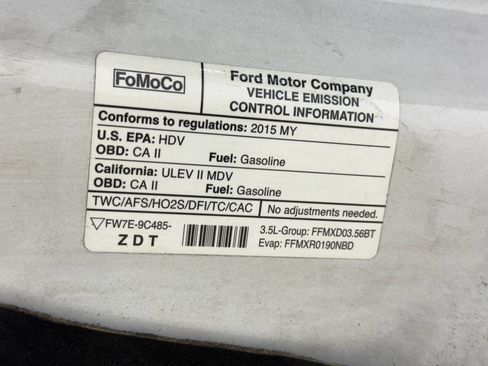 FoMoCo
Ford Motor Company
VEHICLE EMISSION
CONTROL INFORMATION
Conforms to regulations: 2015 MY
U.S. EPA: HDV
OBD: CA II Fuel: Gasoline
California: ULEV II MDV
OBD: CA II Fuel: Gasoline
TWC/AFS/HO2S/DFI/TC/CAC No adjustments needed.
FW7E-9C485-
ZDT
3.5L-Group: FFMXD03.56BT
Evap: FFMXR0190NBD